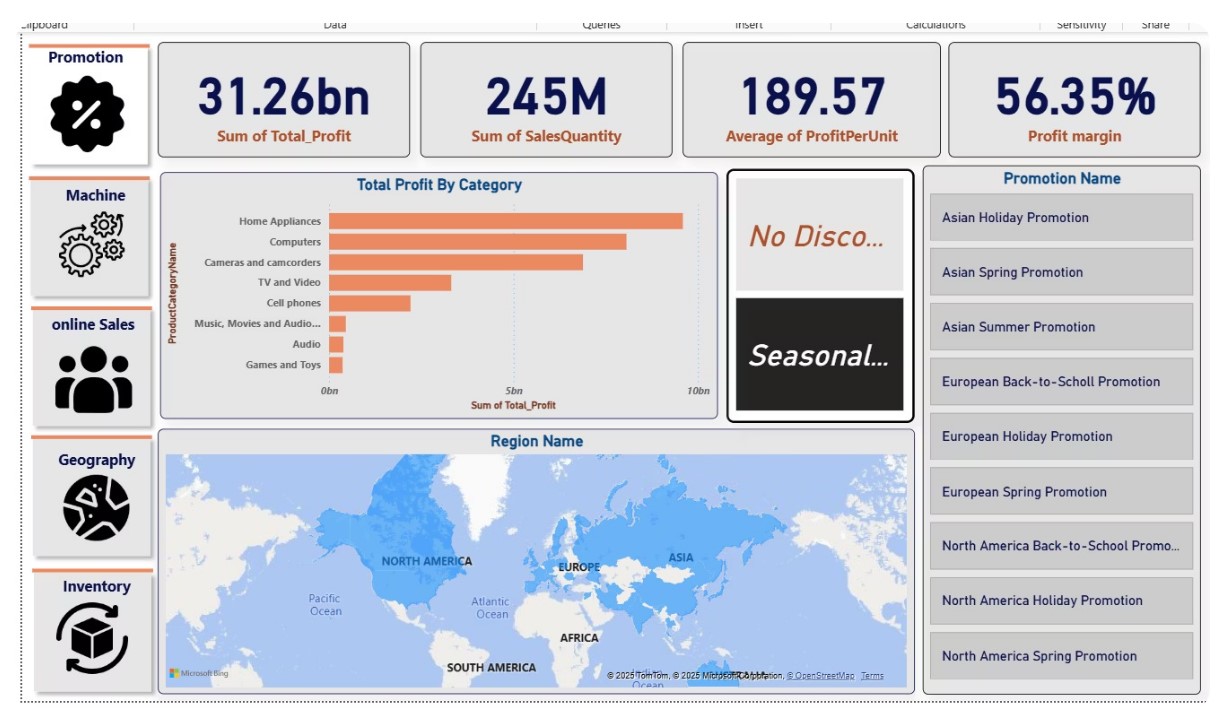 Clipboard
Data
Queries
Insert
Calculations
Sensitivity
Share
Promotion
31.26bn
Sum of Total_Profit
245M
Sum of SalesQuantity
189.57
Average of ProfitPerUnit
56.35%
Profit margin
Machine
online Sales
Geography
Inventory
Total Profit By Category
ProductCategoryName
Home Appliances
Computers
Cameras and camcorders
TV and Video
Cell phones
Music, Movies and Audio...
Audio
Games and Toys
0bn
5bn
10bn
Sum of Total_Profit
No Disco...
Seasonal...
Promotion Name
Asian Holiday Promotion
Asian Spring Promotion
Asian Summer Promotion
European Back-to-Scholl Promotion
European Holiday Promotion
European Spring Promotion
North America Back-to-School Promo...
North America Holiday Promotion
North America Spring Promotion
Region Name
NORTH AMERICA
EUROPE
ASIA
Pacific
Ocean
Atlantic
Ocean
AFRICA
SOUTH AMERICA
Indian
Ocean
AUSTRALIA
Microsoft Bing
© 2025 TomTom, © 2025 Microsoft Corporation, © OpenStreetMap Terms